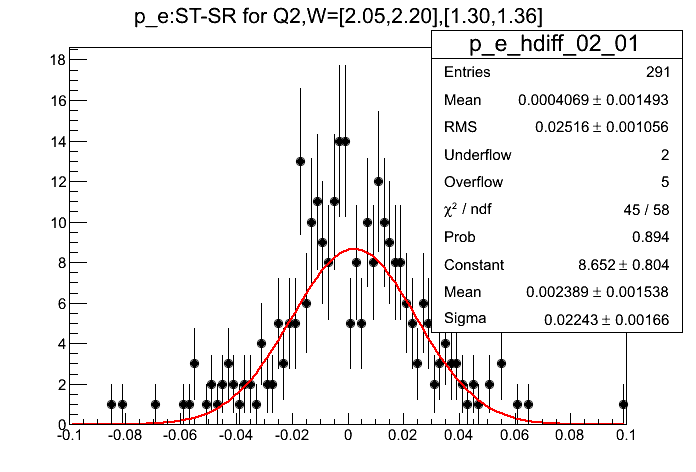 p_e:ST-SR for Q2,W=[2.05,2.20],[1.30,1.36]
p_e_hdiff_02_01
Entries 291
Mean 0.0004069 ± 0.001493
RMS 0.02516 ± 0.001056
Underflow 2
Overflow 5
χ² / ndf 45 / 58
Prob 0.894
Constant 8.652 ± 0.804
Mean 0.002389 ± 0.001538
Sigma 0.02243 ± 0.00166
18
16
14
12
10
8
6
4
2
0
-0.1 -0.08 -0.06 -0.04 -0.02 0 0.02 0.04 0.06 0.08 0.1